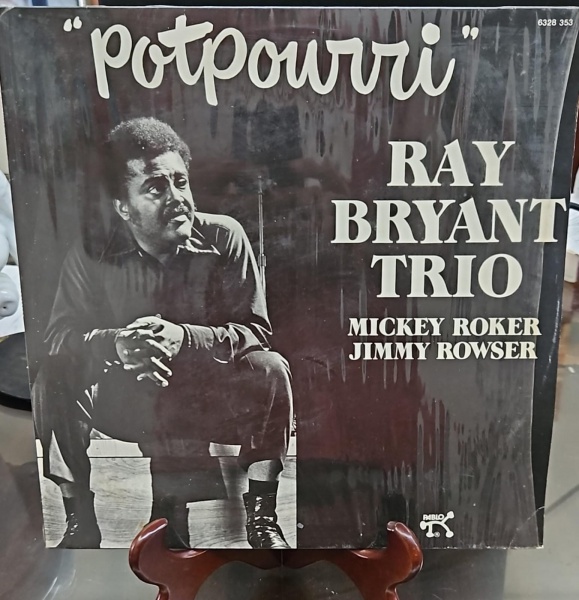 "Potpourri"
6328 353
RAY
BRYANT
TRIO
MICKEY ROKER
JIMMY ROWSER
PABLO
®